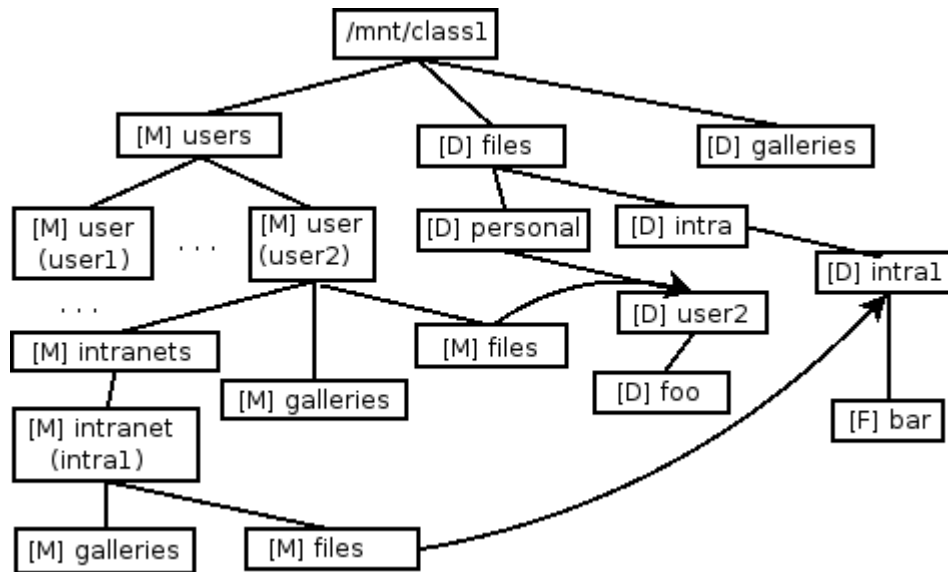 /mnt/class1
[M] users
[D] files
[D] galleries
[M] user
(user1)
. . .
[M] user
(user2)
[D] personal
[D] intra
[D] intra1
. . .
[M] intranets
[M] files
[D] user2
[M] galleries
[D] foo
[M] intranet
(intra1)
[F] bar
[M] galleries
[M] files